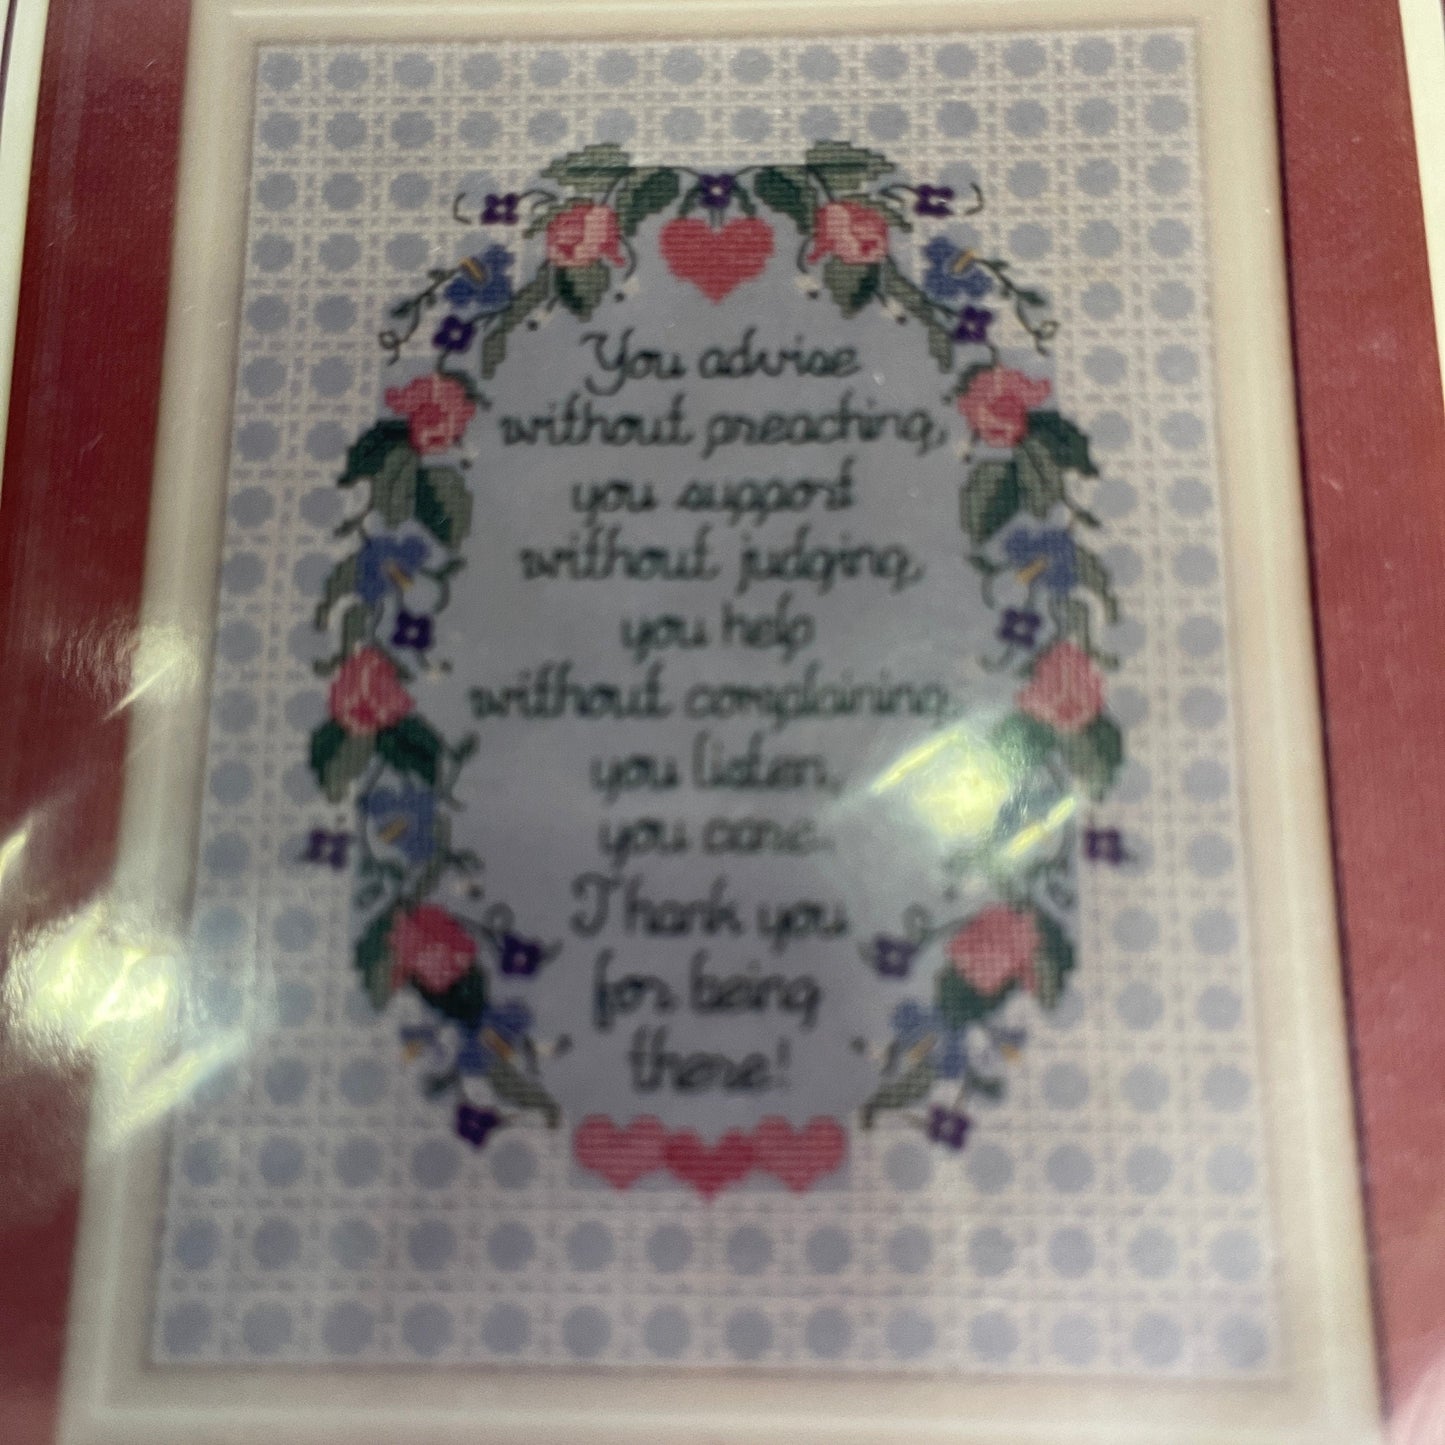 You advise
without preaching,
you support
without judging,
you help
without complaining,
you listen,
you care.
Thank you
for being
there!